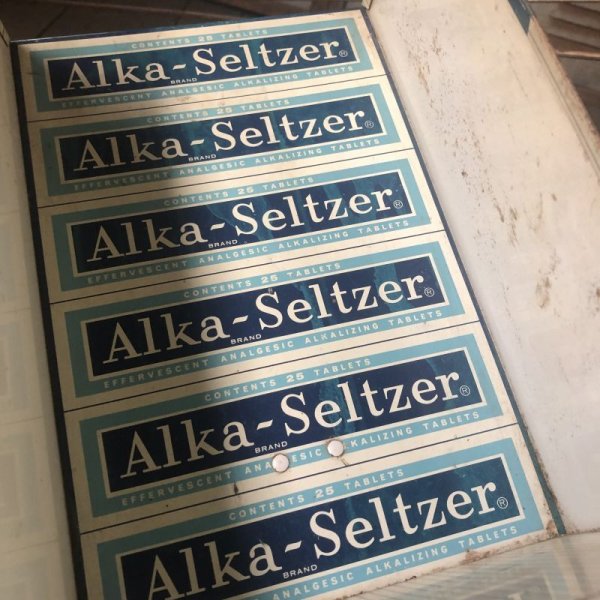 CONTENTS 25 TABLETS
Alka-Seltzer®
BRAND
EFFERVESCENT ANALGESIC ALKALIZING TABLETS
CONTENTS 25 TABLETS
Alka-Seltzer®
BRAND
EFFERVESCENT ANALGESIC ALKALIZING TABLETS
CONTENTS 25 TABLETS
Alka-Seltzer®
BRAND
EFFERVESCENT ANALGESIC ALKALIZING TABLETS
CONTENTS 25 TABLETS
Alka-Seltzer®
BRAND
EFFERVESCENT ANALGESIC ALKALIZING TABLETS
CONTENTS 25 TABLETS
Alka-Seltzer®
BRAND
EFFERVESCENT ANA ESIC KALIZING TABLETS
CONTENTS 25 TABLETS
Alka-Seltzer®
BRAND
ANALGESIC ALKALIZING TABLETS